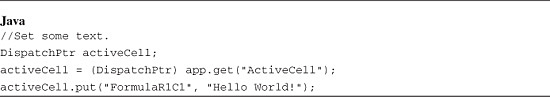 Java
//Set some text.
DispatchPtr activeCell;
activeCell = (DispatchPtr) app.get("ActiveCell");
activeCell.put("FormulaR1C1", "Hello World!");